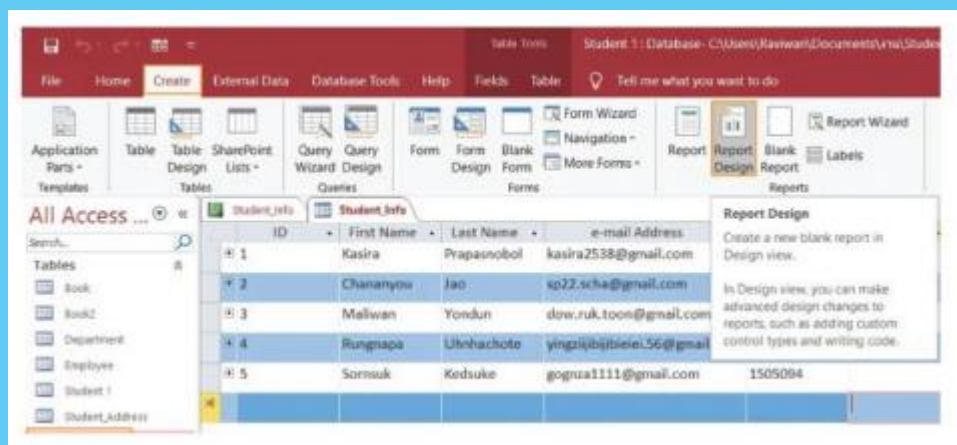 Table Tools Student 1 : Database- C:\Users\Raviwan\Documents\
File Home Create External Data Database Tools Help Fields Table Tell me what you want to do
Application Parts Table Table Design SharePoint Lists Query Wizard Query Design Form Form Design Blank Form Form Wizard Navigation More Forms Report Report Design Blank Report Report Wizard Labels
Templates Tables Queries Forms Reports
All Access ... Student_Info Student_Info
Search...
ID First Name Last Name e-mail Address
Tables
Book
Book2
Department
Employee
Student 1
Student_Address
1 Kasira Prapasnobol kasira2538@gmail.com
2 Chananyou Jao sp22.scha@gmail.com
3 Maliwan Yondun dow.ruk.toon@gmail.com
4 Rungnapa Uhnhachote
5 Sornsuk Kedsuke gognza1111@gmail.com 1505094
Report Design
Create a new blank report in
Design view.
In Design view, you can make
advanced design changes to
reports, such as adding custom
control types and writing code.